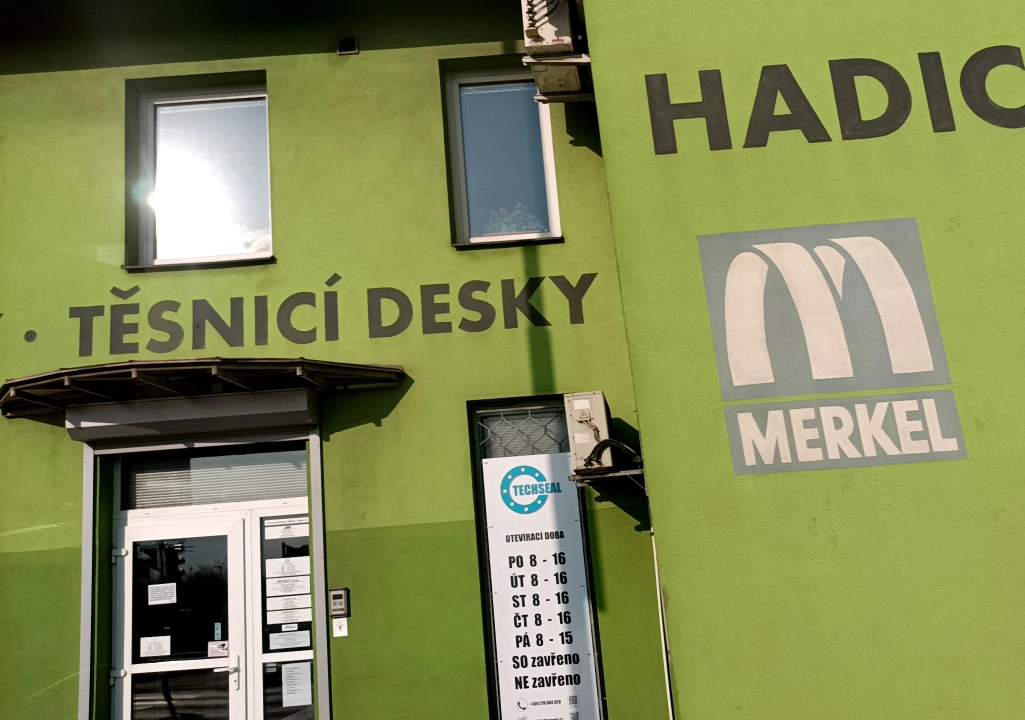 HADIC
TĚSNICÍ DESKY
MERKEL
TECHSEAL
OTEVÍRACÍ DOBA
PO 8 - 16
ÚT 8 - 16
ST 8 - 16
ČT 8 - 16
PÁ 8 - 15
SO zavřeno
NE zavřeno